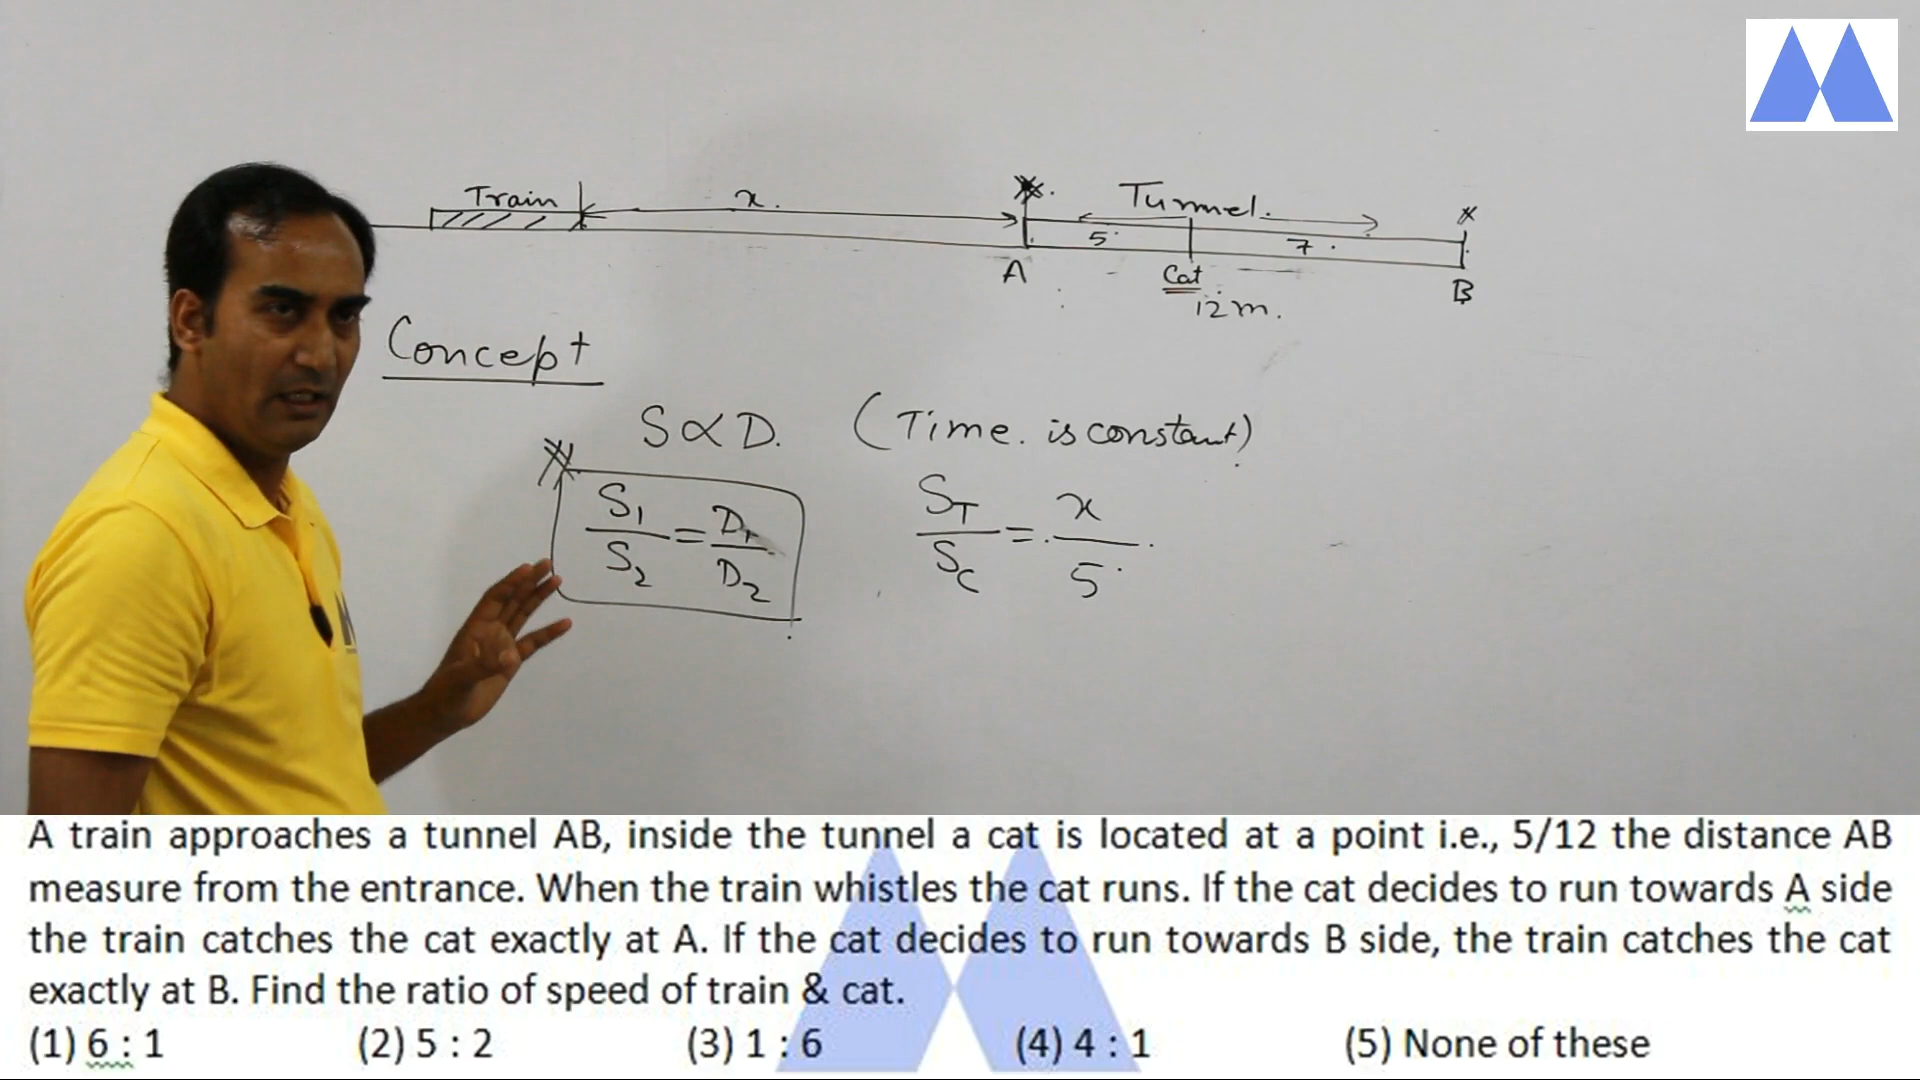 Train
x.
Tunnel.
5
7.
A
Cat
B
12m.
Concept
S∝D. (Time. is constant)
S1/S2 = D1/D2
ST/SC = x/5
A train approaches a tunnel AB, inside the tunnel a cat is located at a point i.e., 5/12 the distance AB
measure from the entrance. When the train whistles the cat runs. If the cat decides to run towards A side
the train catches the cat exactly at A. If the cat decides to run towards B side, the train catches the cat
exactly at B. Find the ratio of speed of train & cat.
(1) 6 : 1 (2) 5 : 2 (3) 1 : 6 (4) 4 : 1 (5) None of these